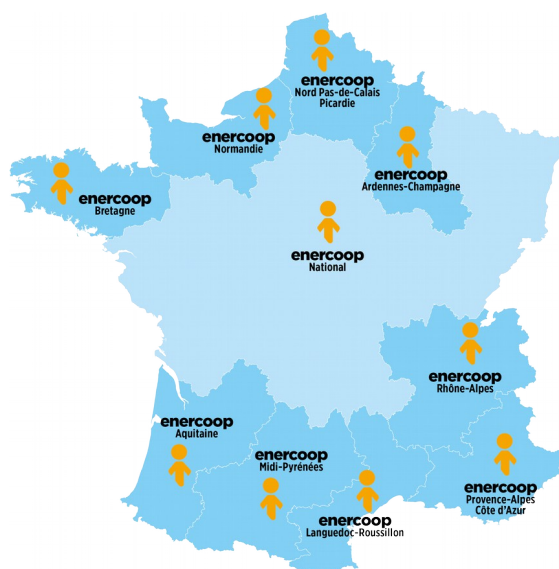 enercoop
Nord Pas-de-Calais
Picardie
enercoop
Normandie
enercoop
Ardennes-Champagne
enercoop
Bretagne
enercoop
National
enercoop
Rhône-Alpes
enercoop
Aquitaine
enercoop
Midi-Pyrénées
enercoop
Provence-Alpes
Côte d'Azur
enercoop
Languedoc-Roussillon